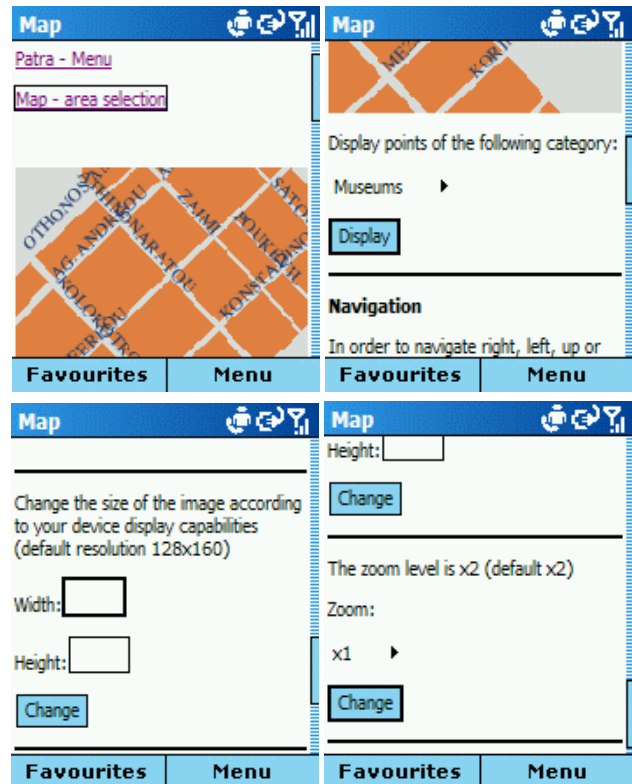 Map
Patra - Menu
Map - area selection
ZAIMI
Favourites Menu
Map
MEZ
Display points of the following category:
Museums
Display
Navigation
In order to navigate right, left, up or
Favourites Menu
Map
Change the size of the image according
to your device display capabilities
(default resolution 128x160)
Width:
Height:
Change
Favourites Menu
Map
Height:
Change
The zoom level is x2 (default x2)
Zoom:
x1
Change
Favourites Menu